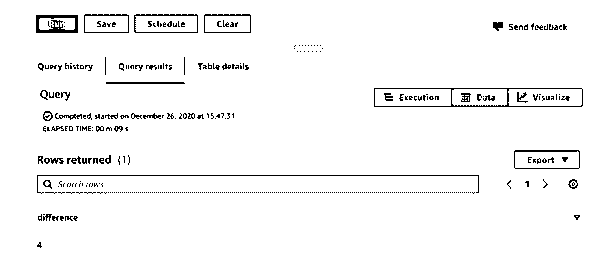 Run Save Schedule Clear
Send feedback
Query history Query results Table details
Query
Execution Data Visualize
Completed, started on December 26, 2020 at 15:47:31
ELAPSED TIME: 00 m 09 s
Rows returned (1)
Export
Search rows
1
difference
4